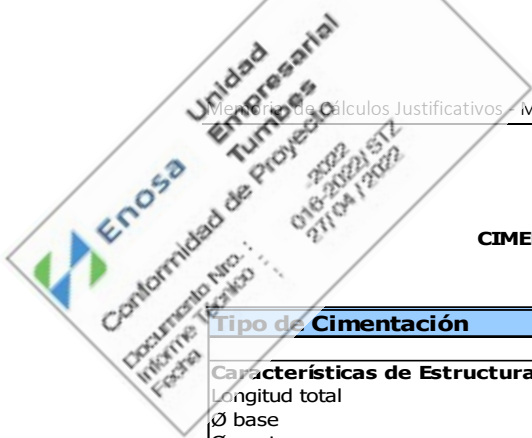 Enosa
Unidad
Empresarial
Tumbes
Conformidad de Proyecto
Documento Nro. : -2022
Informe Técnico : 016-2022/ STZ
Fecha : 27/ 04 / 2022
Memoria de Cálculos Justificativos - M
CIME
Tipo de Cimentación
Características de Estructura
Longitud total
Ø base